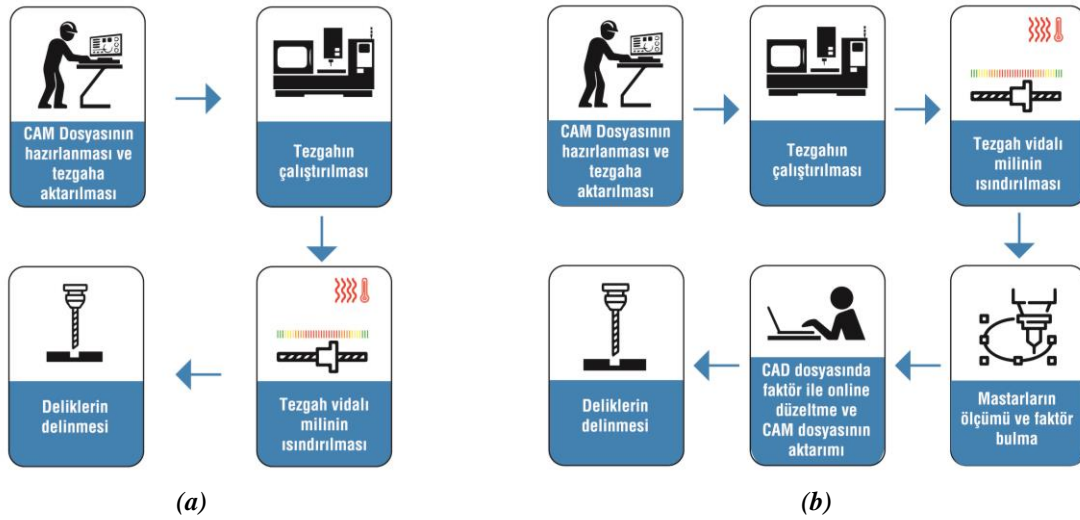 CAM Dosyasının
hazırlanması ve
tezgaha
aktarılması
Tezgahın
çalıştırılması
Tezgah vidalı
milinin
ısındırılması
Deliklerin
delinmesi
(a)
CAM Dosyasının
hazırlanması ve
tezgaha
aktarılması
Tezgahın
çalıştırılması
Tezgah vidalı
milinin
ısındırılması
Mastarların
ölçümü ve faktör
bulma
CAD dosyasında
faktör ile online
düzeltme ve
CAM dosyasının
aktarımı
Deliklerin
delinmesi
(b)